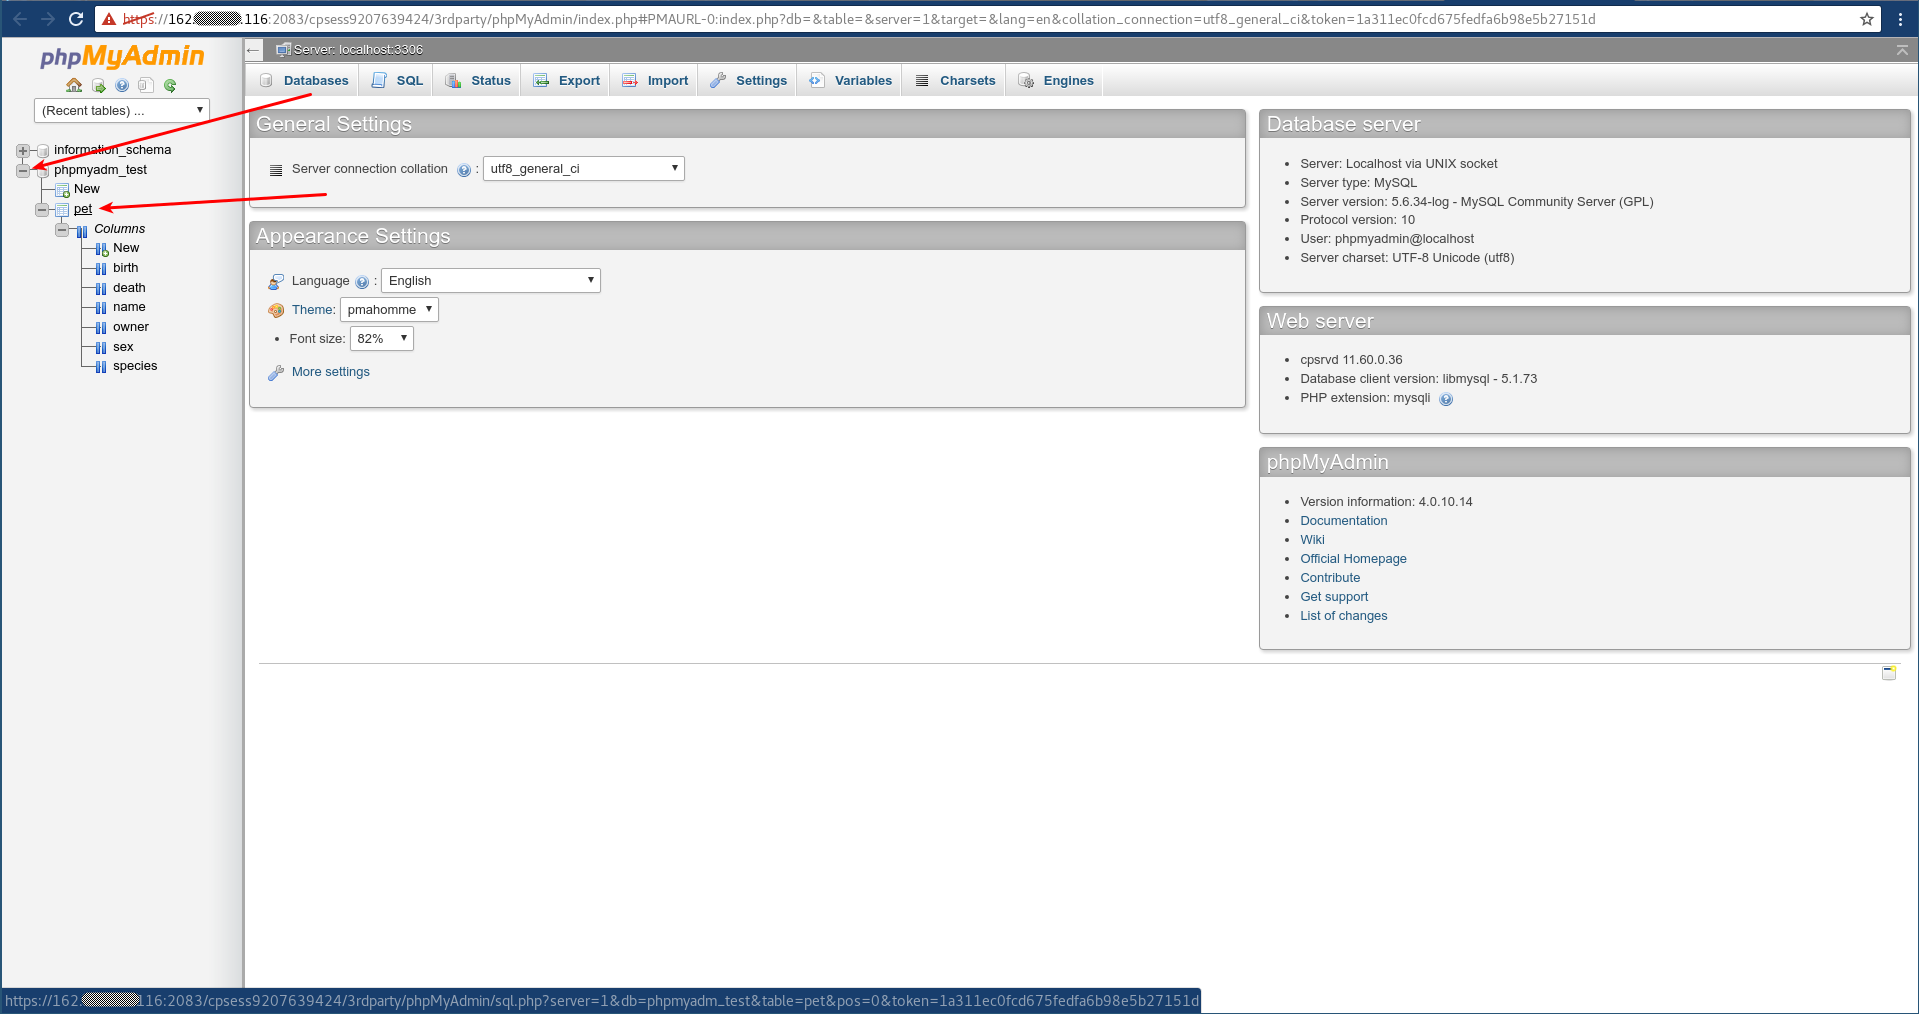 https://162. .116:2083/cpsess9207639424/3rdparty/phpMyAdmin/index.php#PMAURL-0:index.php?db=&table=&server=1&target=&lang=en&collation_connection=utf8_general_ci&token=1a311ec0fcd675fedfa6b98e5b27151d
phpMyAdmin
(Recent tables) ...
information_schema
phpmyadm_test
New
pet
Columns
New
birth
death
name
owner
sex
species
Server: localhost:3306
Databases SQL Status Export Import Settings Variables Charsets Engines
General Settings
Server connection collation : utf8_general_ci
Appearance Settings
Language : English
Theme: pmahomme
Font size: 82%
More settings
Database server
Server: Localhost via UNIX socket
Server type: MySQL
Server version: 5.6.34-log - MySQL Community Server (GPL)
Protocol version: 10
User: phpmyadmin@localhost
Server charset: UTF-8 Unicode (utf8)
Web server
cpsrvd 11.60.0.36
Database client version: libmysql - 5.1.73
PHP extension: mysqli
phpMyAdmin
Version information: 4.0.10.14
Documentation
Wiki
Official Homepage
Contribute
Get support
List of changes
https://162. 116:2083/cpsess9207639424/3rdparty/phpMyAdmin/sql.php?server=1&db=phpmyadm_test&table=pet&pos=0&token=1a311ec0fcd675fedfa6b98e5b27151d